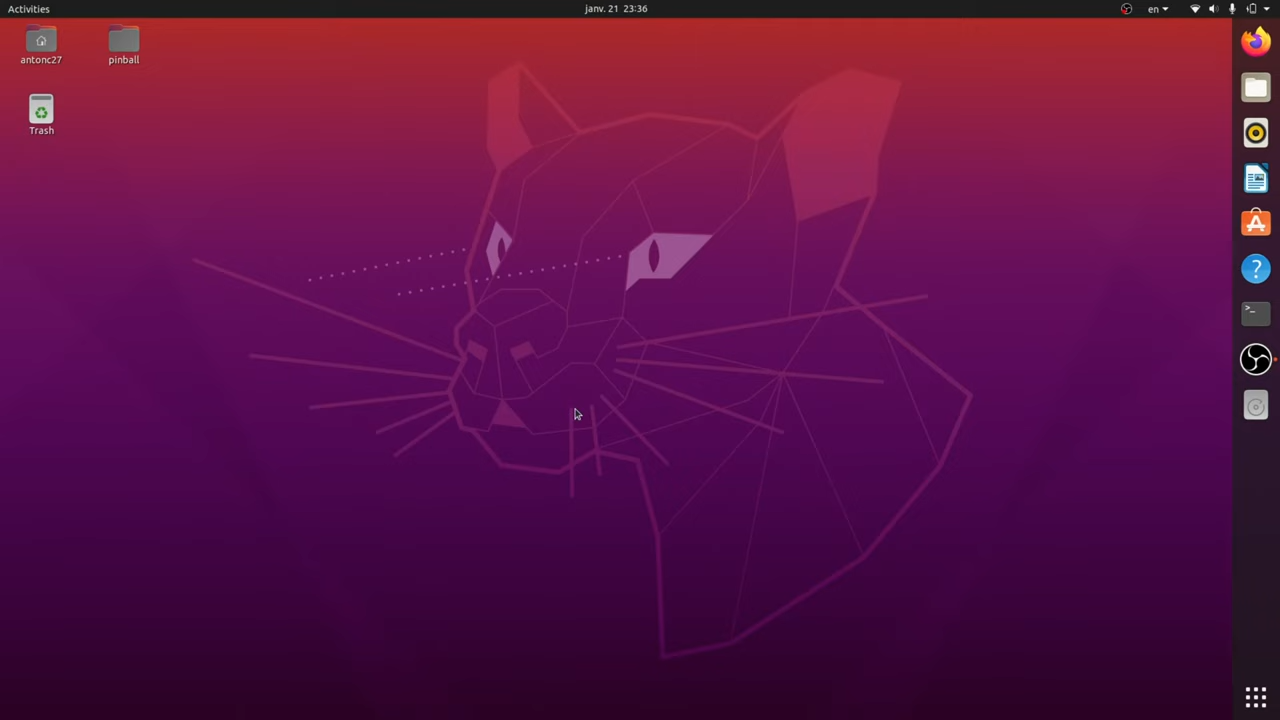 Activities
janv. 21 23:36
en
antonc27
pinball
Trash
>_
?